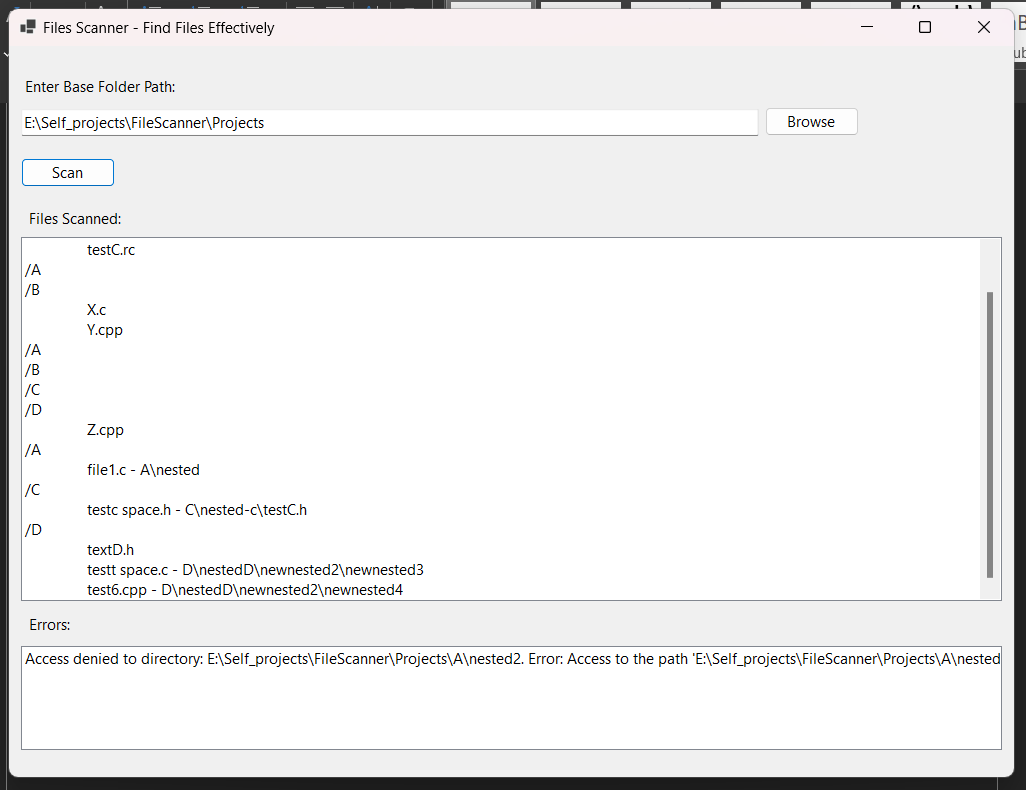 Files Scanner - Find Files Effectively
Enter Base Folder Path:
E:\Self_projects\FileScanner\Projects
Browse
Scan
Files Scanned:
testC.rc
/A
/B
X.c
Y.cpp
/A
/B
/C
/D
Z.cpp
/A
file1.c - A\nested
/C
testc space.h - C\nested-c\testC.h
/D
textD.h
testt space.c - D\nestedD\newnested2\newnested3
test6.cpp - D\nestedD\newnested2\newnested4
Errors:
Access denied to directory: E:\Self_projects\FileScanner\Projects\A\nested2. Error: Access to the path 'E:\Self_projects\FileScanner\Projects\A\nested